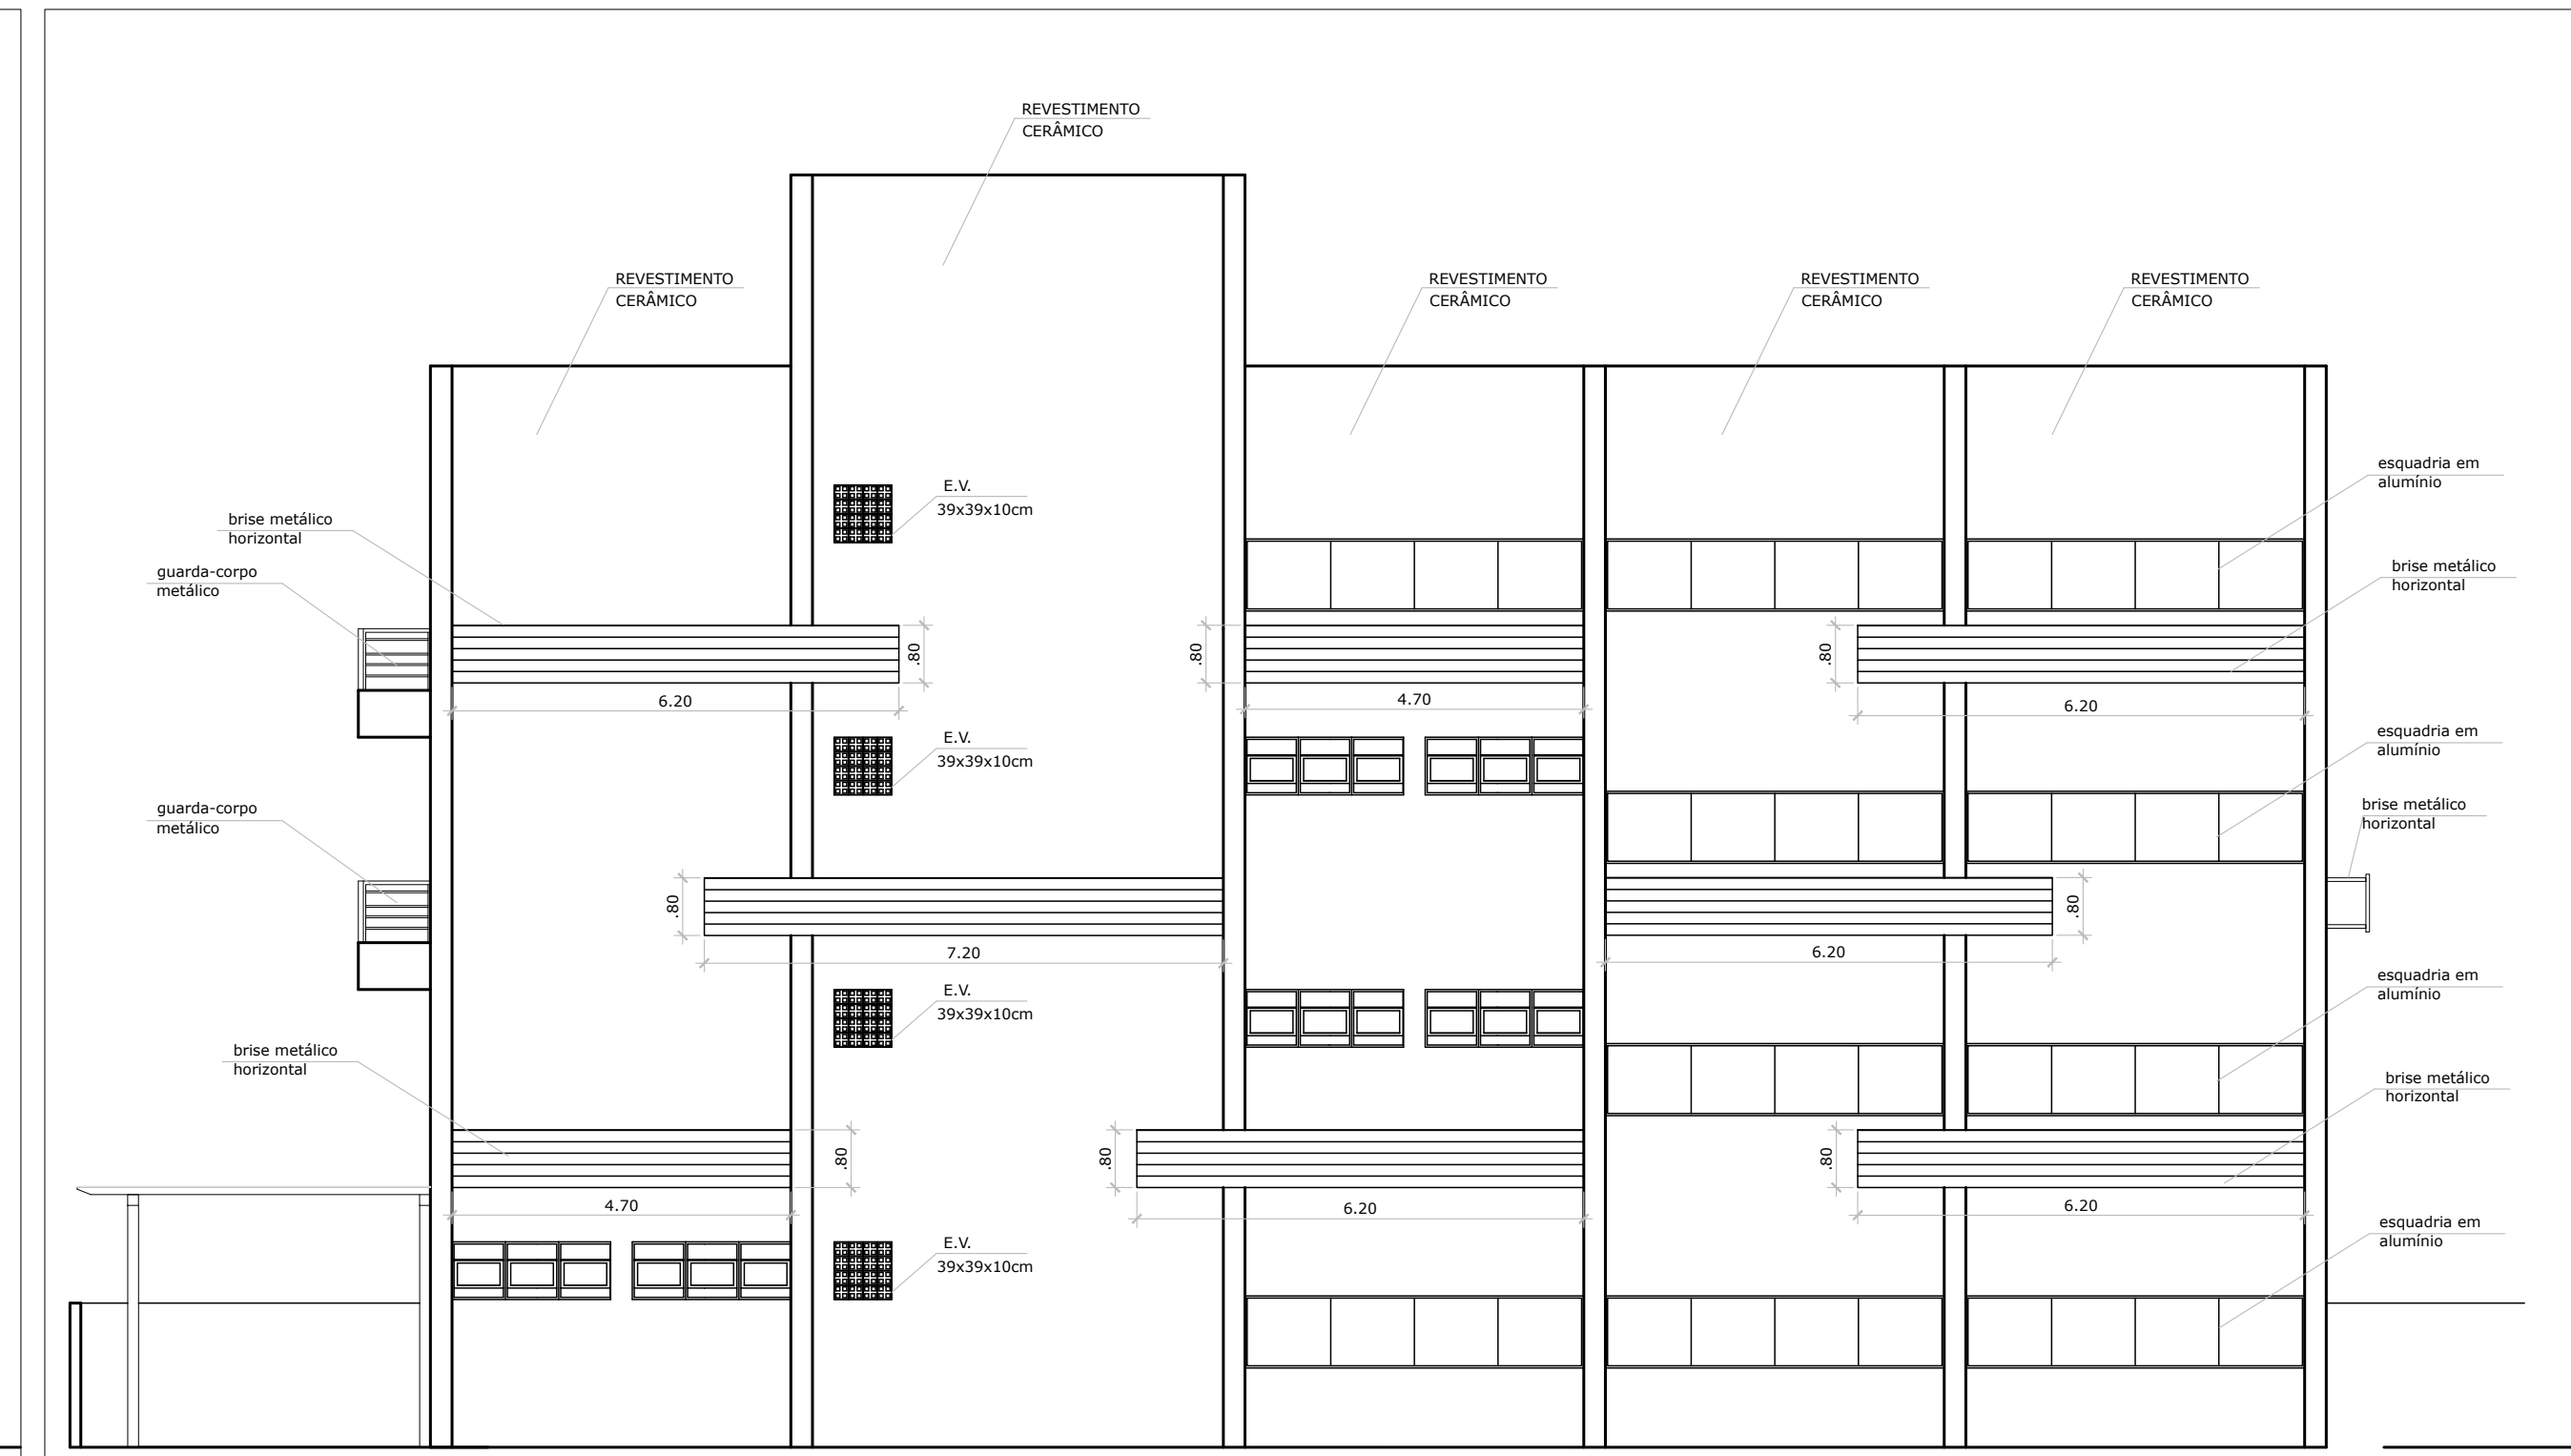 REVESTIMENTO
CERÂMICO
REVESTIMENTO
CERÂMICO
REVESTIMENTO
CERÂMICO
REVESTIMENTO
CERÂMICO
REVESTIMENTO
CERÂMICO
esquadria em
alumínio
E.V.
39x39x10cm
brise metálico
horizontal
brise metálico
horizontal
guarda-corpo
metálico
.80
.80
.80
6.20
4.70
6.20
E.V.
39x39x10cm
esquadria em
alumínio
guarda-corpo
metálico
brise metálico
horizontal
.80
.80
7.20
6.20
esquadria em
alumínio
E.V.
39x39x10cm
brise metálico
horizontal
brise metálico
horizontal
.80
.80
.80
4.70
6.20
6.20
esquadria em
alumínio
E.V.
39x39x10cm